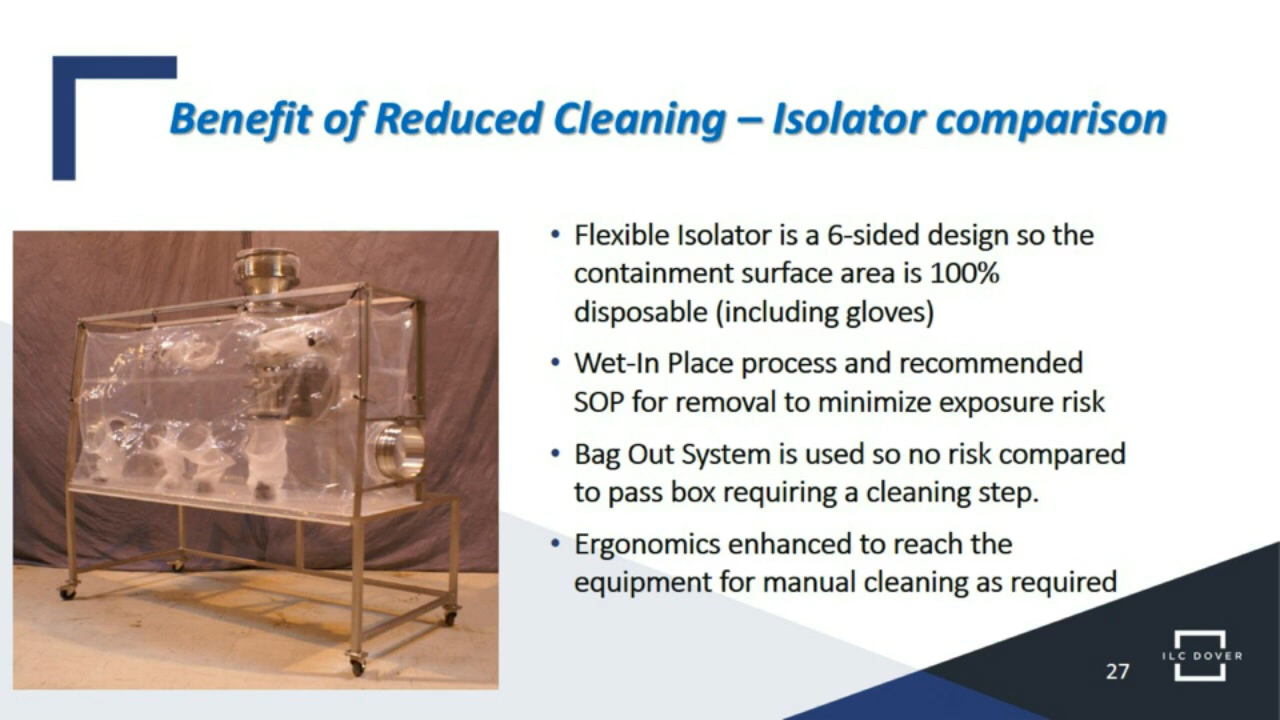 Benefit of Reduced Cleaning – Isolator comparison
• Flexible Isolator is a 6-sided design so the
containment surface area is 100%
disposable (including gloves)
• Wet-In Place process and recommended
SOP for removal to minimize exposure risk
• Bag Out System is used so no risk compared
to pass box requiring a cleaning step.
• Ergonomics enhanced to reach the
equipment for manual cleaning as required
27
ILC DOVER